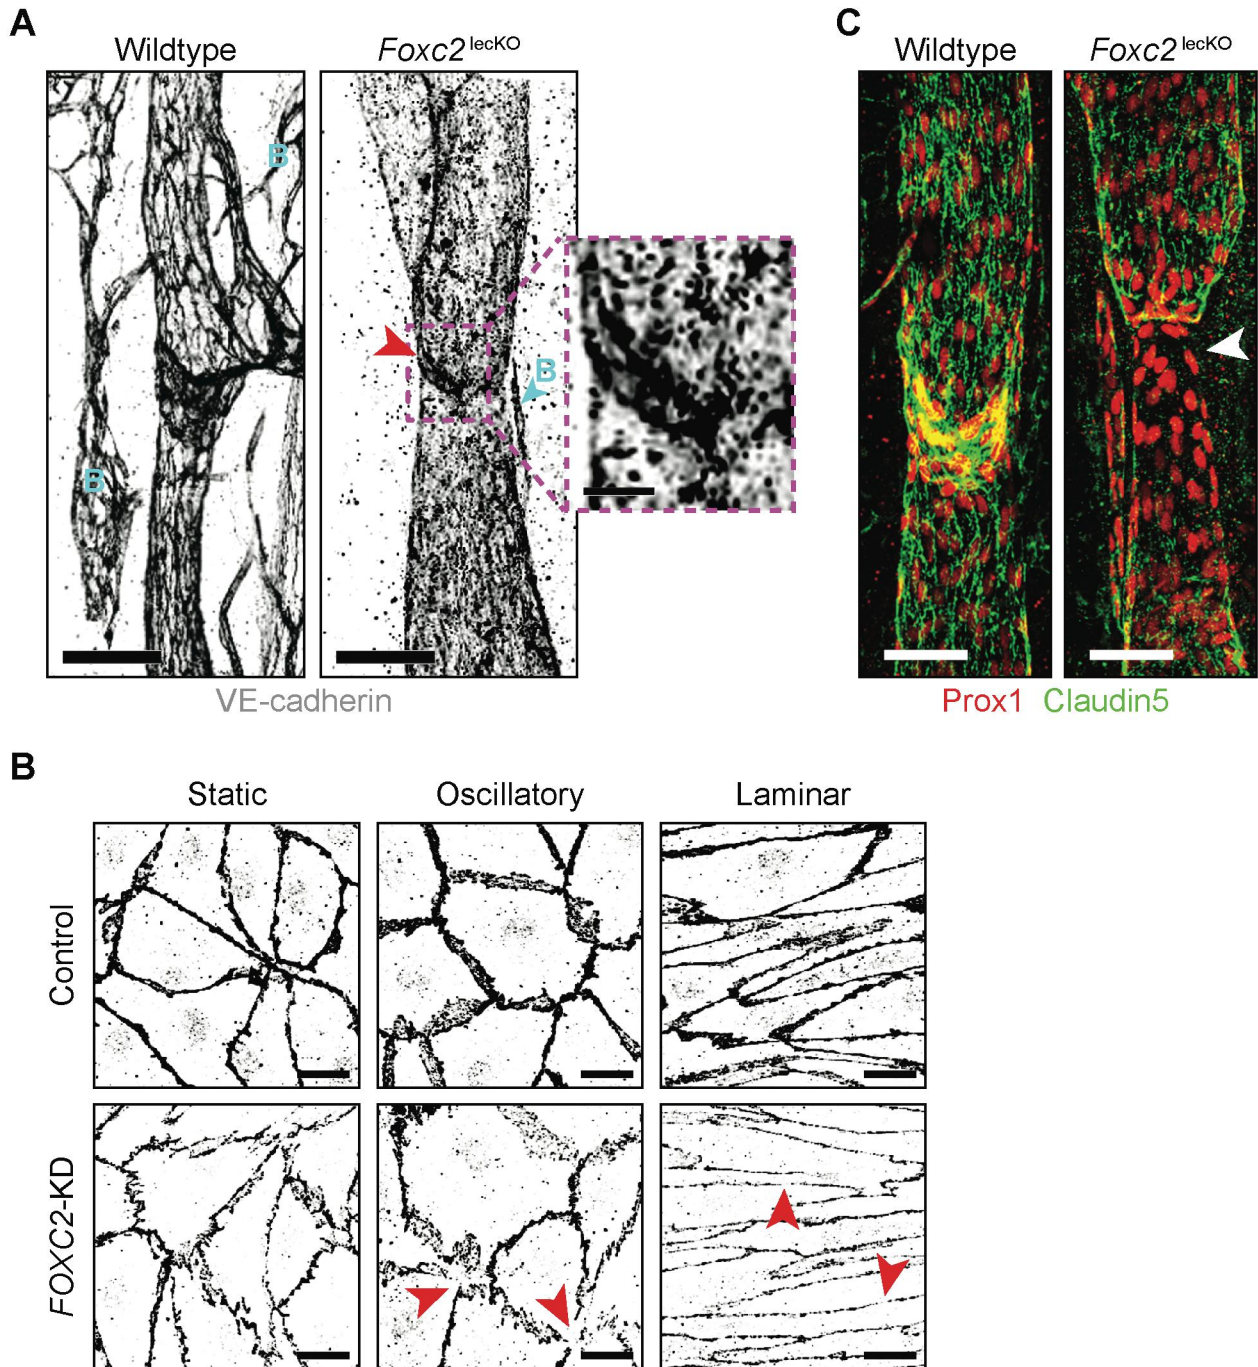 A
C
Wildtype
Foxc2lecKO
Wildtype
Foxc2lecKO
B
B
B
VE-cadherin
Prox1 Claudin5
B
Static
Oscillatory
Laminar
Control
FOXC2-KD